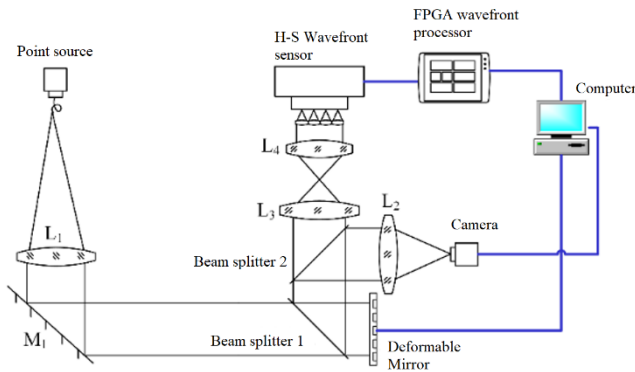 FPGA wavefront
processor
H-S Wavefront
sensor
Point source
Computer
L4
L3
L2
L1
Camera
Beam splitter 2
M1
Beam splitter 1
Deformable
Mirror